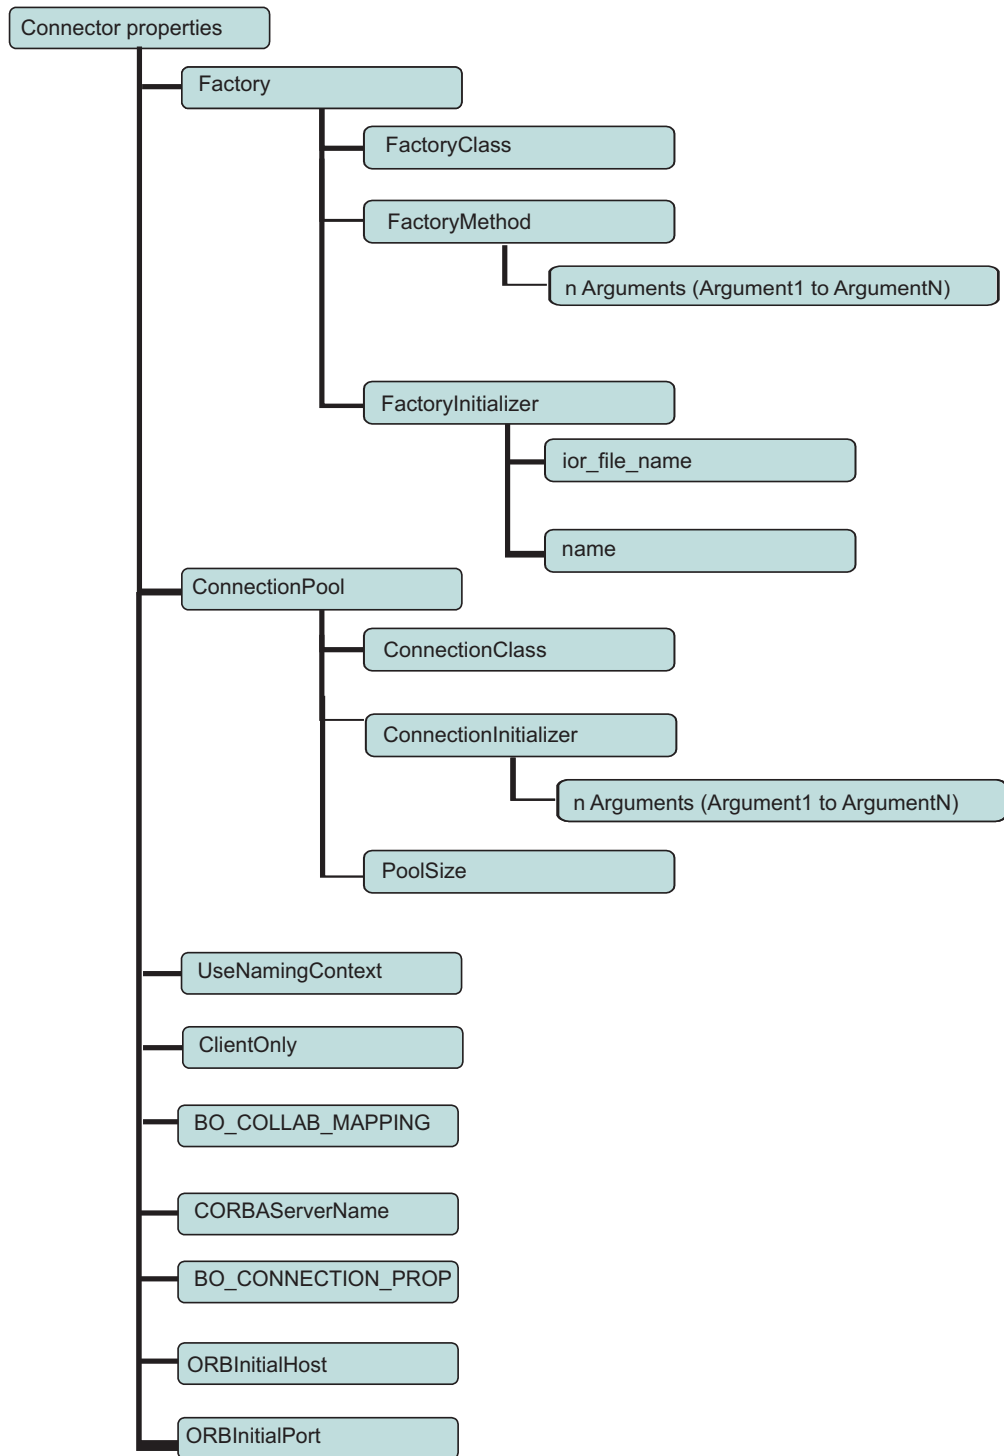 Connector properties
Factory
FactoryClass
FactoryMethod
n Arguments (Argument1 to ArgumentN)
FactoryInitializer
ior_file_name
name
ConnectionPool
ConnectionClass
ConnectionInitializer
n Arguments (Argument1 to ArgumentN)
PoolSize
UseNamingContext
ClientOnly
BO_COLLAB_MAPPING
CORBAServerName
BO_CONNECTION_PROP
ORBInitialHost
ORBInitialPort